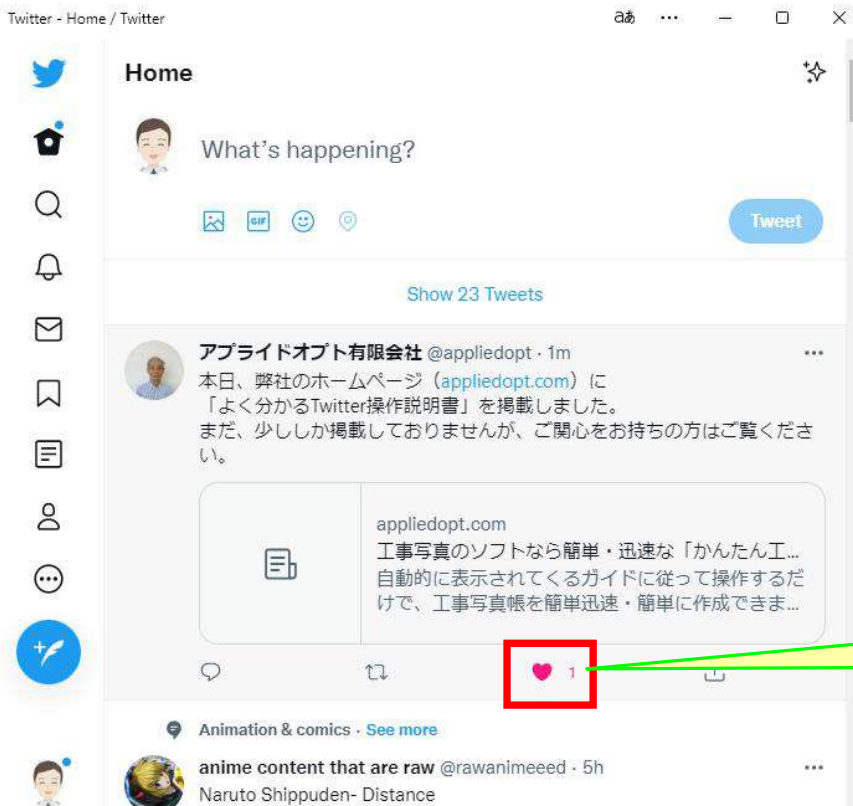 Twitter - Home / Twitter
aあ
Home
What's happening?
GIF
Tweet
Show 23 Tweets
アプライドオプト有限会社 @appliedopt · 1m
本日、弊社のホームページ（appliedopt.com）に
「よく分かるTwitter操作説明書」を掲載しました。
まだ、少ししか掲載しておりませんが、ご関心をお持ちの方はご覧くださ
い。
appliedopt.com
工事写真のソフトなら簡単・迅速な「かんたん工...
自動的に表示されてくるガイドに従って操作するだ
けで、工事写真帳を簡単迅速・簡単に作成できま...
1
Animation & comics · See more
anime content that are raw @rawanimeeed · 5h
Naruto Shippuden- Distance